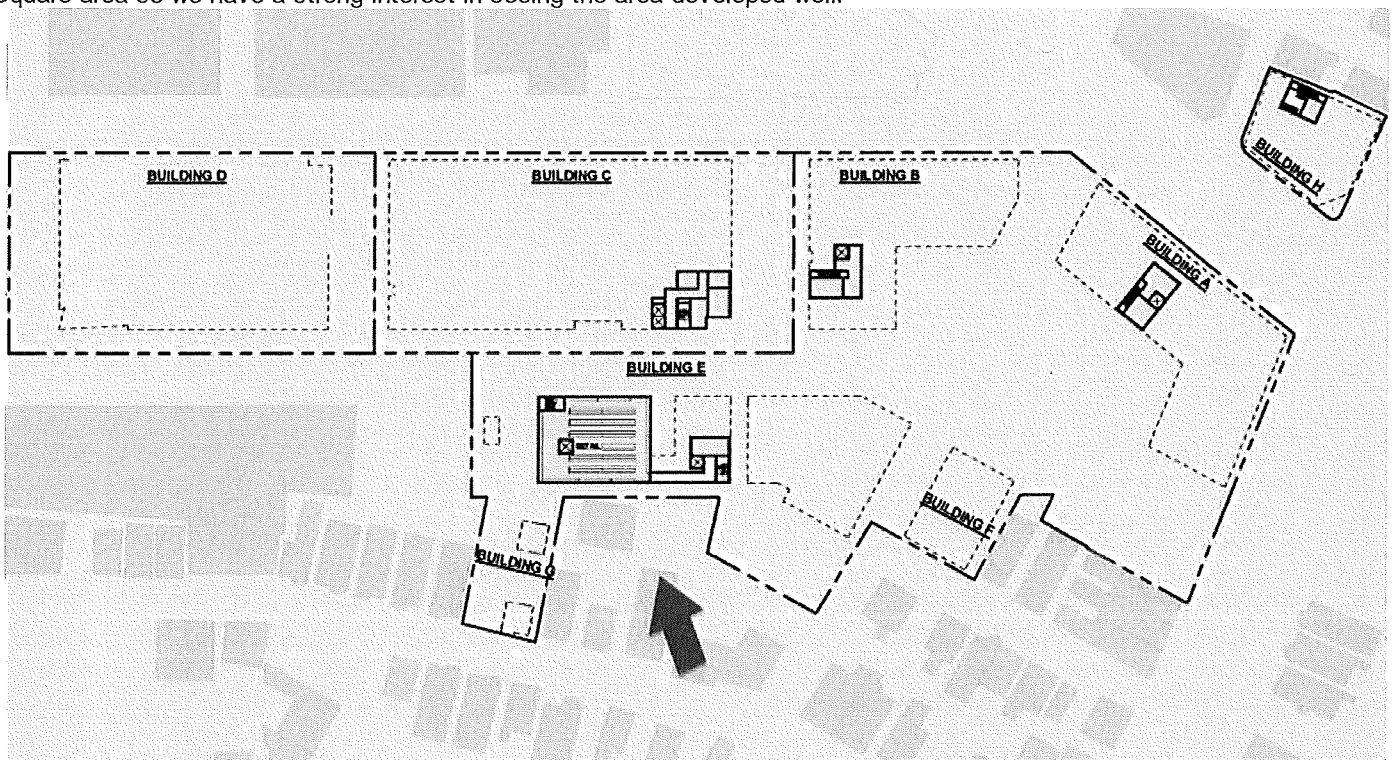 square area so we have a strong interest in seeing the area developed well.
BUILDING D
BUILDING C
BUILDING B
BUILDING H
BUILDING A
BUILDING E
BUILDING F
BUILDING G